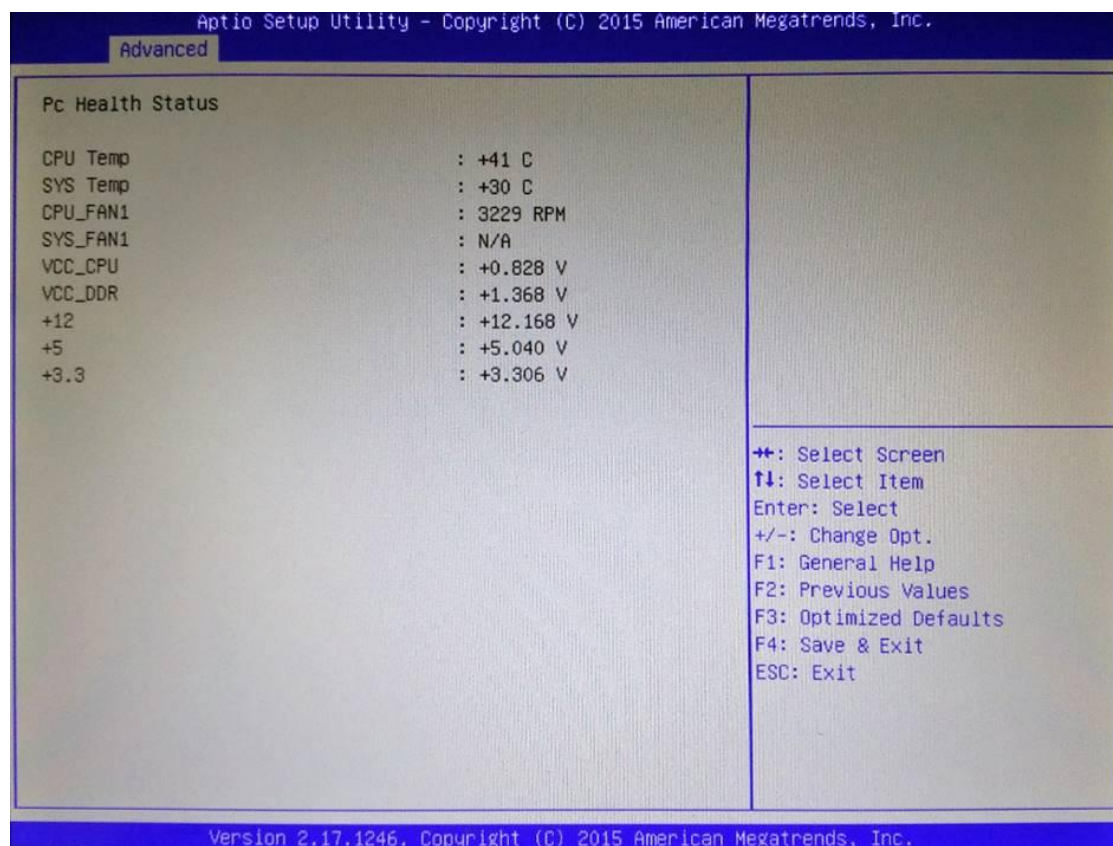 Aptio Setup Utility - Copyright (C) 2015 American Megatrends, Inc.
Advanced
Pc Health Status
CPU Temp : +41 C
SYS Temp : +30 C
CPU_FAN1 : 3229 RPM
SYS_FAN1 : N/A
VCC_CPU : +0.828 V
VCC_DDR : +1.368 V
+12 : +12.168 V
+5 : +5.040 V
+3.3 : +3.306 V
→←: Select Screen
↑↓: Select Item
Enter: Select
+/-: Change Opt.
F1: General Help
F2: Previous Values
F3: Optimized Defaults
F4: Save & Exit
ESC: Exit
Version 2.17.1246. Copyright (C) 2015 American Megatrends, Inc.